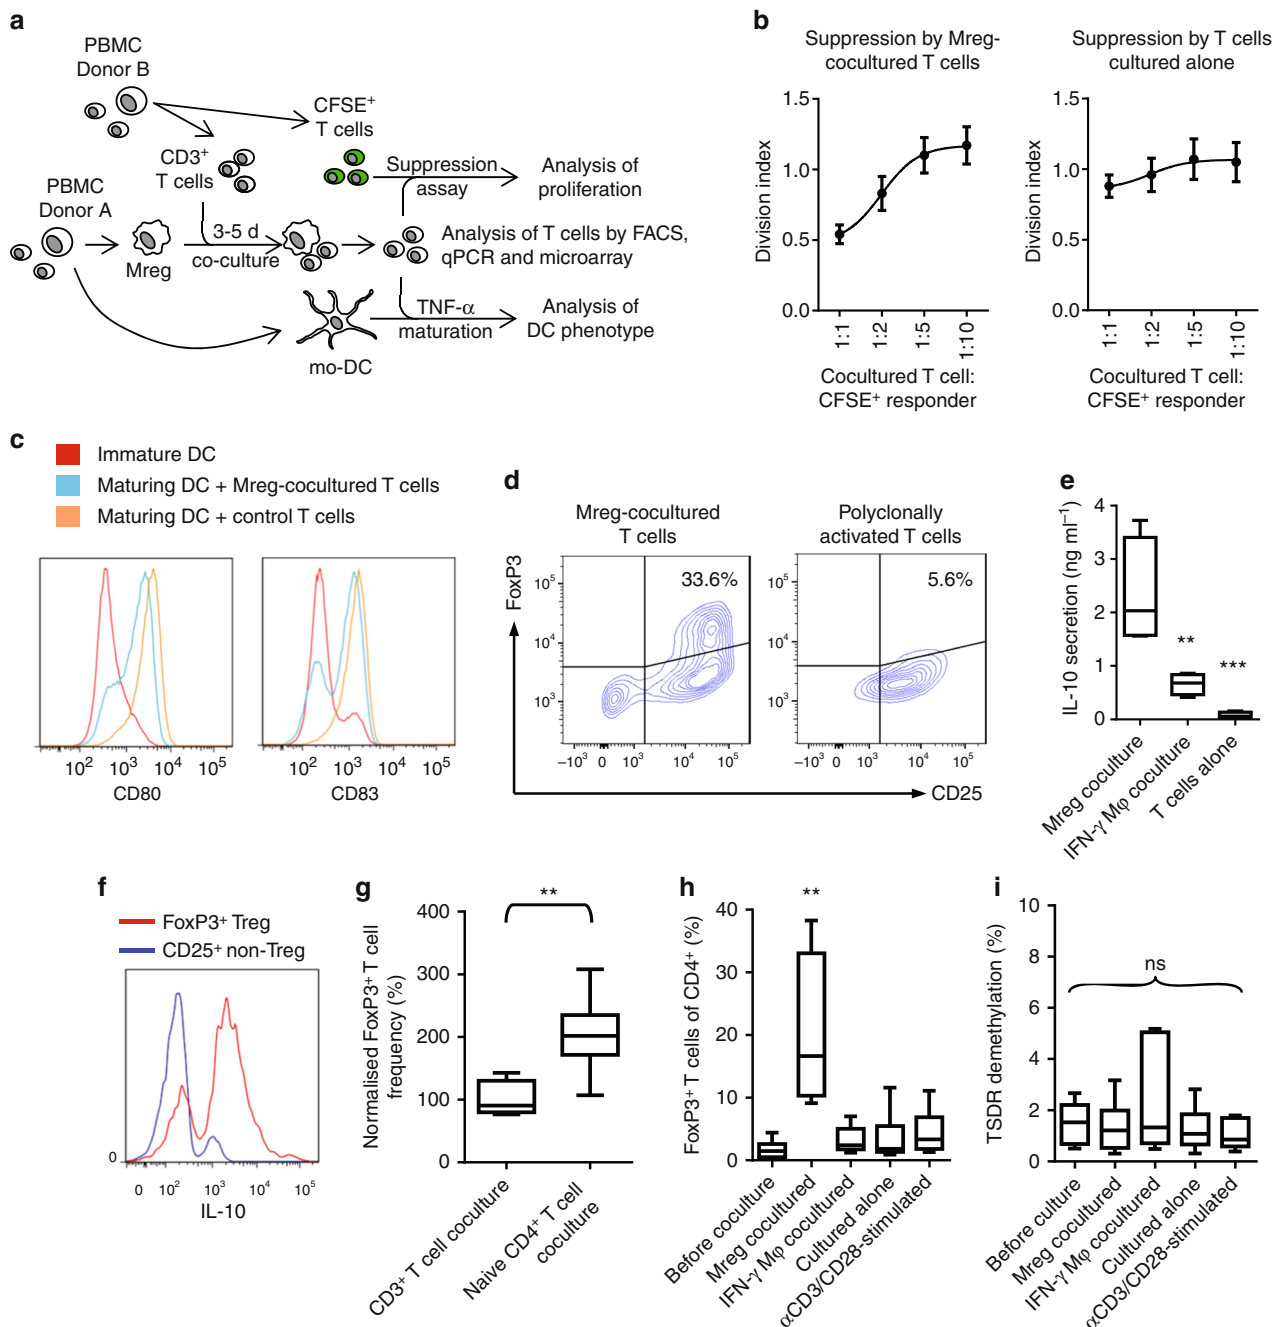 a
PBMC
Donor B
CFSE⁺
T cells
CD3⁺
T cells
Suppression
assay
Analysis of
proliferation
PBMC
Donor A
Mreg
3-5 d
co-culture
Analysis of T cells by FACS,
qPCR and microarray
TNF-α
maturation
Analysis of
DC phenotype
mo-DC
b
Suppression by Mreg-
cocultured T cells
Division index
1.5
1.0
0.5
0.0
1:1
1:2
1:5
1:10
Cocultured T cell:
CFSE⁺ responder
Suppression by T cells
cultured alone
Division index
1.5
1.0
0.5
0.0
1:1
1:2
1:5
1:10
Cocultured T cell:
CFSE⁺ responder
c
Immature DC
Maturing DC + Mreg-cocultured T cells
Maturing DC + control T cells
10² 10³ 10⁴ 10⁵
CD80
10² 10³ 10⁴ 10⁵
CD83
d
Mreg-cocultured
T cells
Polyclonally
activated T cells
FoxP3
33.6%
10⁵
10⁴
10³
−10³ 0 10³ 10⁴ 10⁵
5.6%
10⁵
10⁴
10³
−10³ 0 10³ 10⁴ 10⁵
CD25
e
IL-10 secretion (ng ml⁻¹)
4
3
2
1
0
**
***
Mreg coculture
IFN-γ Mφ coculture
T cells alone
f
FoxP3⁺ Treg
CD25⁺ non-Treg
0
0 10² 10³ 10⁴ 10⁵
IL-10
g
Normalised FoxP3⁺ T cell
frequency (%)
400
300
200
100
0
**
CD3⁺ T cell coculture
Naive CD4⁺ T cell
coculture
h
FoxP3⁺ T cells of CD4⁺ (%)
40
30
20
10
0
**
Before coculture
Mreg cocultured
IFN-γ Mφ cocultured
Cultured alone
αCD3/CD28-stimulated
i
TSDR demethylation (%)
10
8
6
4
2
0
ns
Before culture
Mreg cocultured
IFN-γ Mφ cocultured
Cultured alone
αCD3/CD28-stimulated